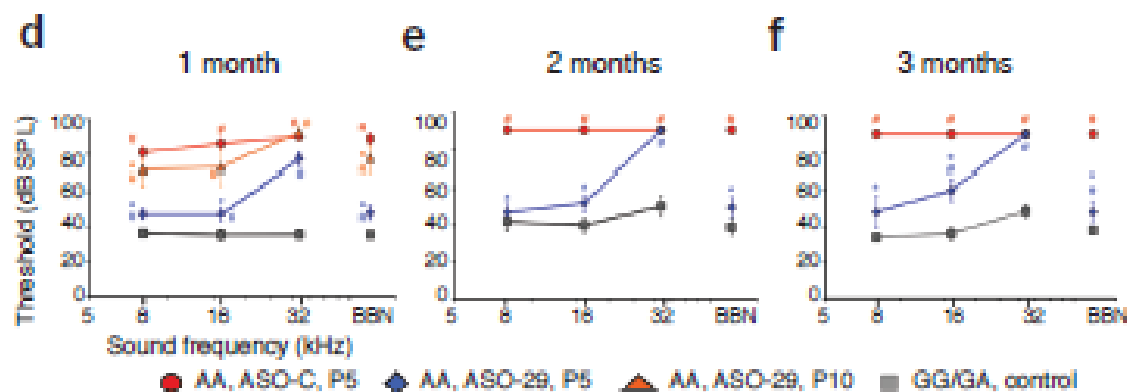 d
1 month
e
2 months
f
3 months
Threshold (dB SPL)
100
80
60
40
20
0
5
8
16
32
BBN
100
80
60
40
20
0
5
8
16
32
BBN
100
80
60
40
20
0
5
8
16
32
BBN
Sound frequency (kHz)
AA, ASO-C, P5
AA, ASO-29, P5
AA, ASO-29, P10
GG/GA, control